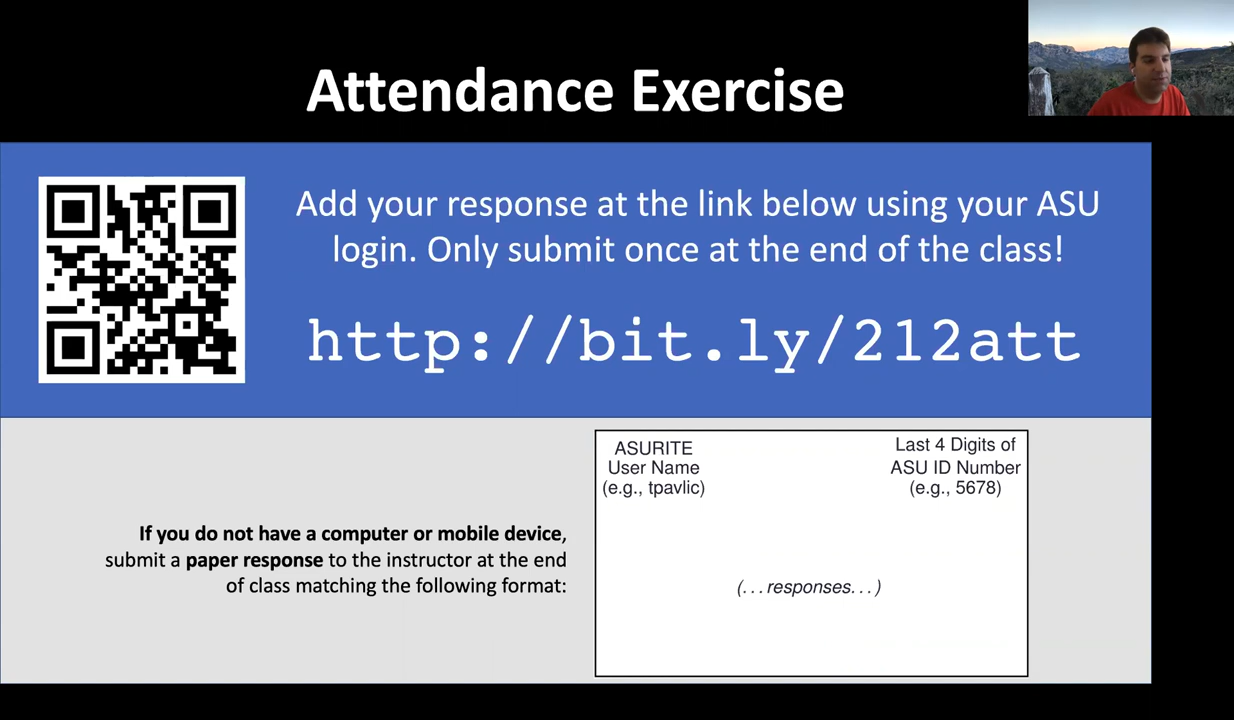 Attendance Exercise
Add your response at the link below using your ASU
login. Only submit once at the end of the class!
http://bit.ly/212att
If you do not have a computer or mobile device,
submit a paper response to the instructor at the end
of class matching the following format:
ASURITE
User Name
(e.g., tpavlic)
Last 4 Digits of
ASU ID Number
(e.g., 5678)
(...responses...)